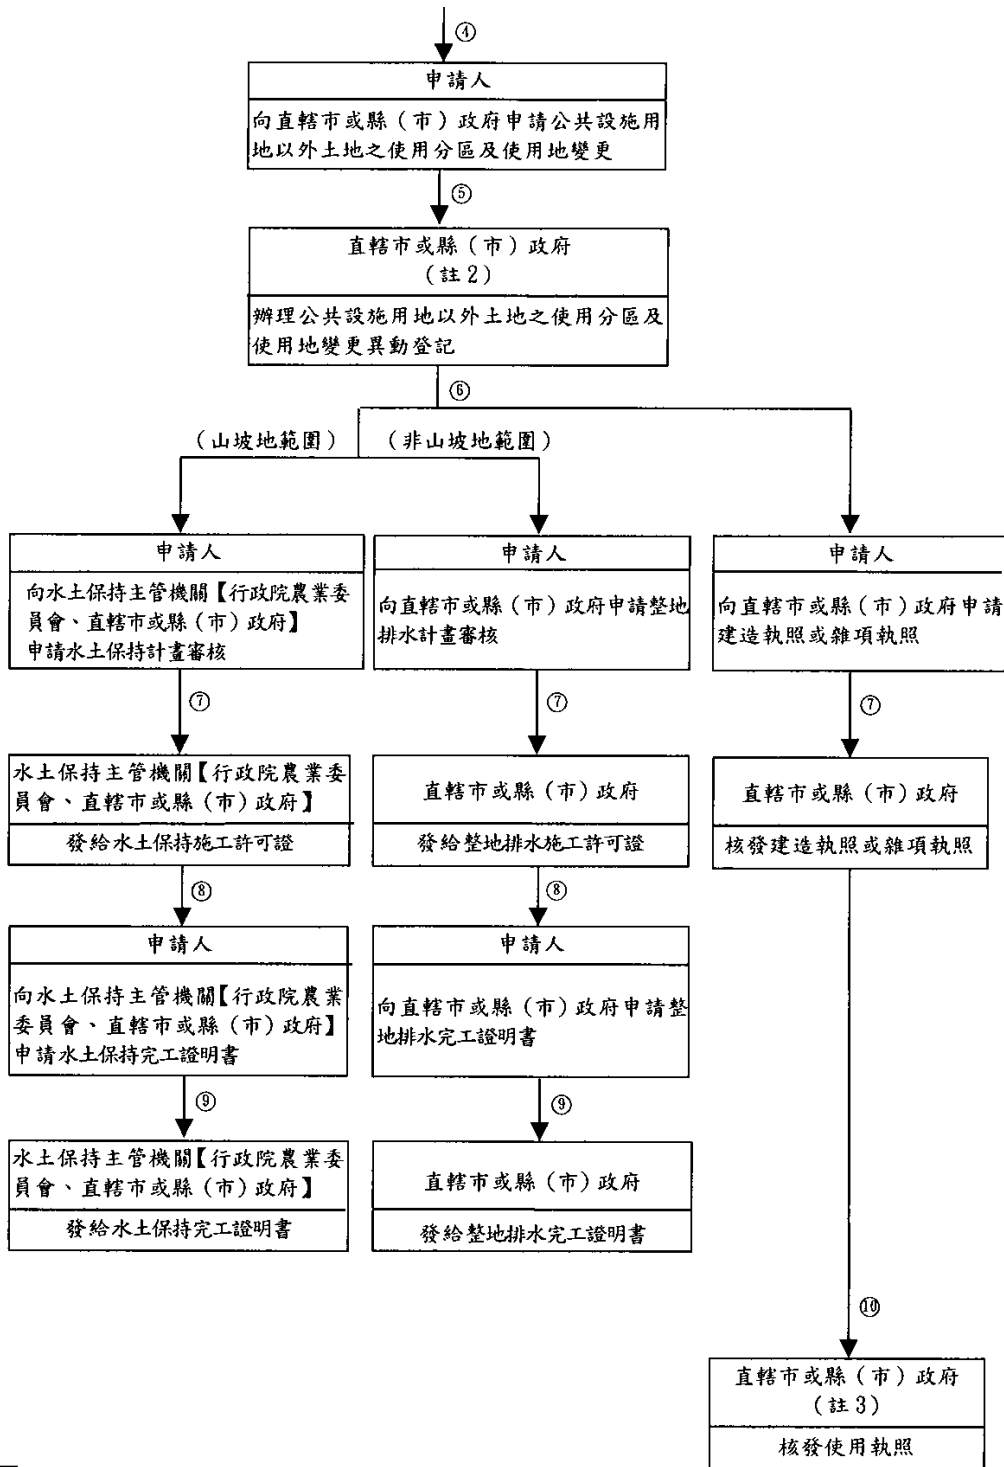 ④
申請人
向直轄市或縣（市）政府申請公共設施用
地以外土地之使用分區及使用地變更
⑤
直轄市或縣（市）政府
（註2）
辦理公共設施用地以外土地之使用分區及
使用地變更異動登記
⑥
（山坡地範圍）
（非山坡地範圍）
申請人
向水土保持主管機關【行政院農業委
員會、直轄市或縣（市）政府】
申請水土保持計畫審核
申請人
向直轄市或縣（市）政府申請整地
排水計畫審核
申請人
向直轄市或縣（市）政府申請
建造執照或雜項執照
⑦
⑦
⑦
水土保持主管機關【行政院農業委
員會、直轄市或縣（市）政府】
發給水土保持施工許可證
直轄市或縣（市）政府
發給整地排水施工許可證
直轄市或縣（市）政府
核發建造執照或雜項執照
⑧
⑧
申請人
向水土保持主管機關【行政院農業
委員會、直轄市或縣（市）政府】
申請水土保持完工證明書
申請人
向直轄市或縣（市）政府申請整
地排水完工證明書
⑨
⑨
水土保持主管機關【行政院農業委
員會、直轄市或縣（市）政府】
發給水土保持完工證明書
直轄市或縣（市）政府
發給整地排水完工證明書
⑩
直轄市或縣（市）政府
（註3）
核發使用執照